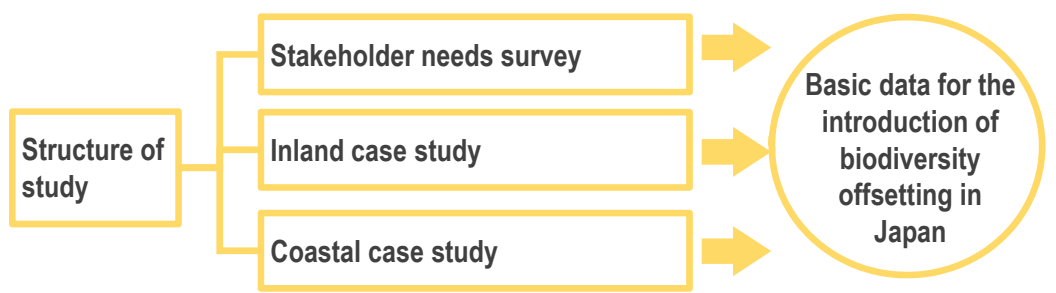 Stakeholder needs survey
Structure of
study
Inland case study
Coastal case study
Basic data for the
introduction of
biodiversity
offsetting in
Japan